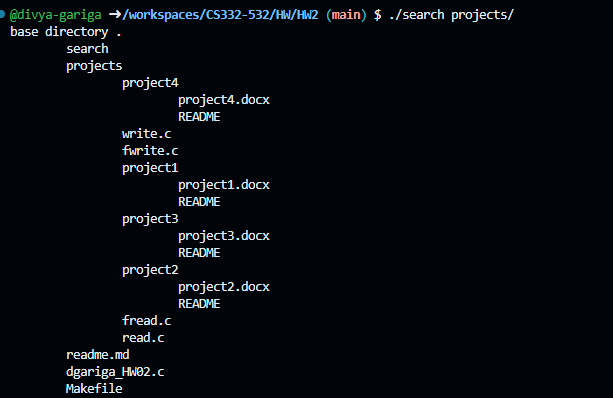 @divya-gariga ➜/workspaces/CS332-532/HW/HW2 (main) $ ./search projects/
base directory .
search
projects
project4
project4.docx
README
write.c
fwrite.c
project1
project1.docx
README
project3
project3.docx
README
project2
project2.docx
README
fread.c
read.c
readme.md
dgariga_HW02.c
Makefile